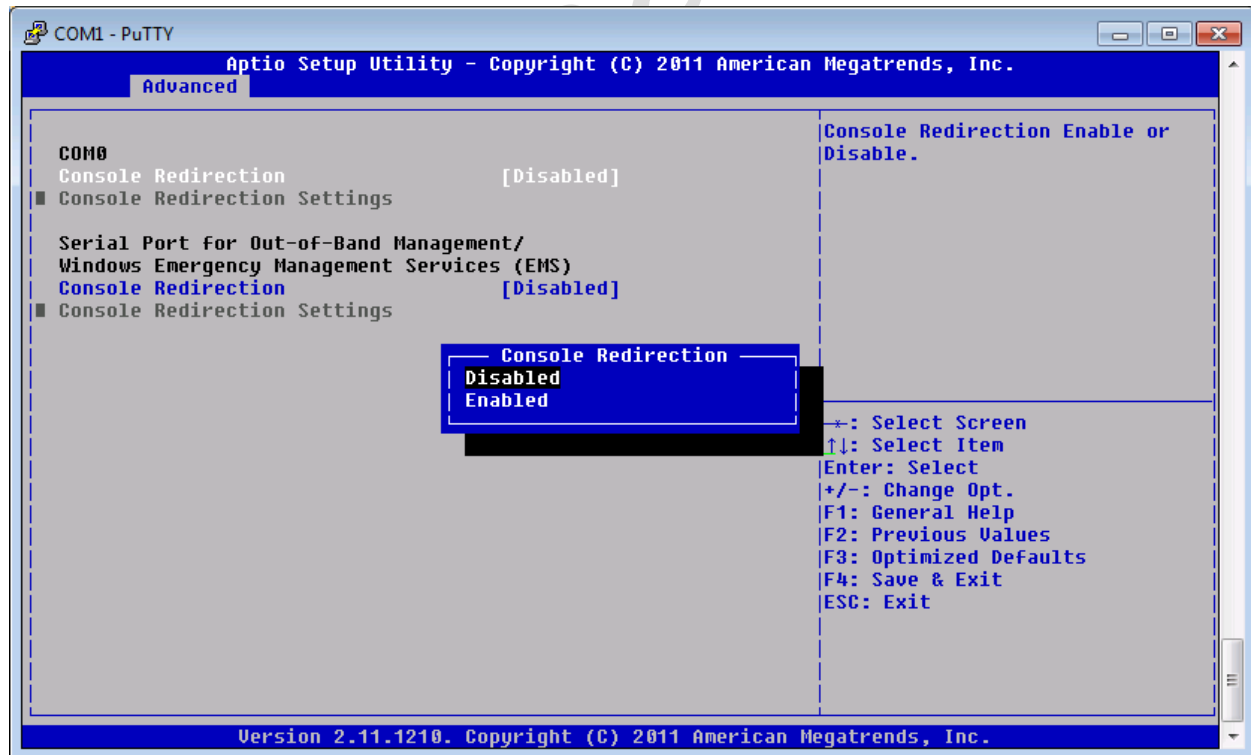 COM1 - PuTTY
Aptio Setup Utility - Copyright (C) 2011 American Megatrends, Inc.
Advanced
COM0
Console Redirection [Disabled]
Console Redirection Settings
Serial Port for Out-of-Band Management/
Windows Emergency Management Services (EMS)
Console Redirection [Disabled]
Console Redirection Settings
Console Redirection
Disabled
Enabled
Console Redirection Enable or
Disable.
→←: Select Screen
↑↓: Select Item
Enter: Select
+/-: Change Opt.
F1: General Help
F2: Previous Values
F3: Optimized Defaults
F4: Save & Exit
ESC: Exit
Version 2.11.1210. Copyright (C) 2011 American Megatrends, Inc.